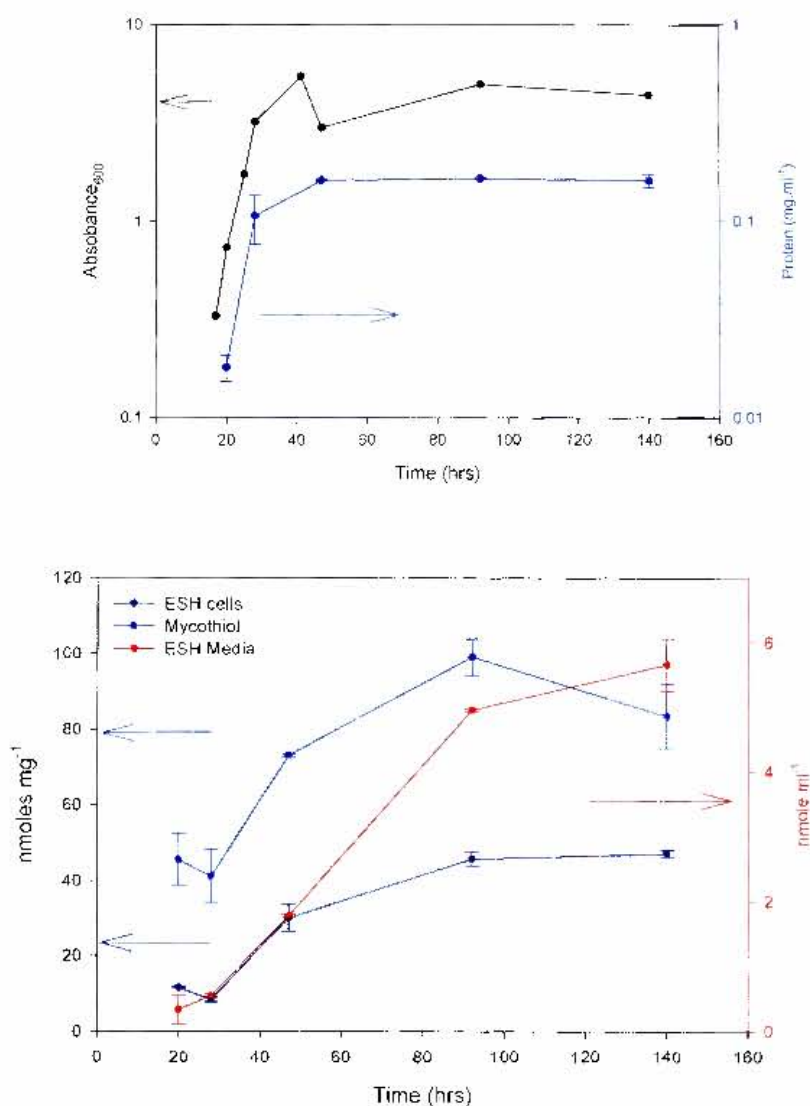 10
1
0.1
Absobance600
1
0.1
0.01
Protein (mg.ml-1)
0 20 40 60 80 100 120 140 160
Time (hrs)
120
100
80
60
40
20
0
nmoles mg-1
ESH cells
Mycothiol
ESH Media
6
4
2
0
nmole ml-1
0 20 40 60 80 100 120 140 160
Time (hrs)